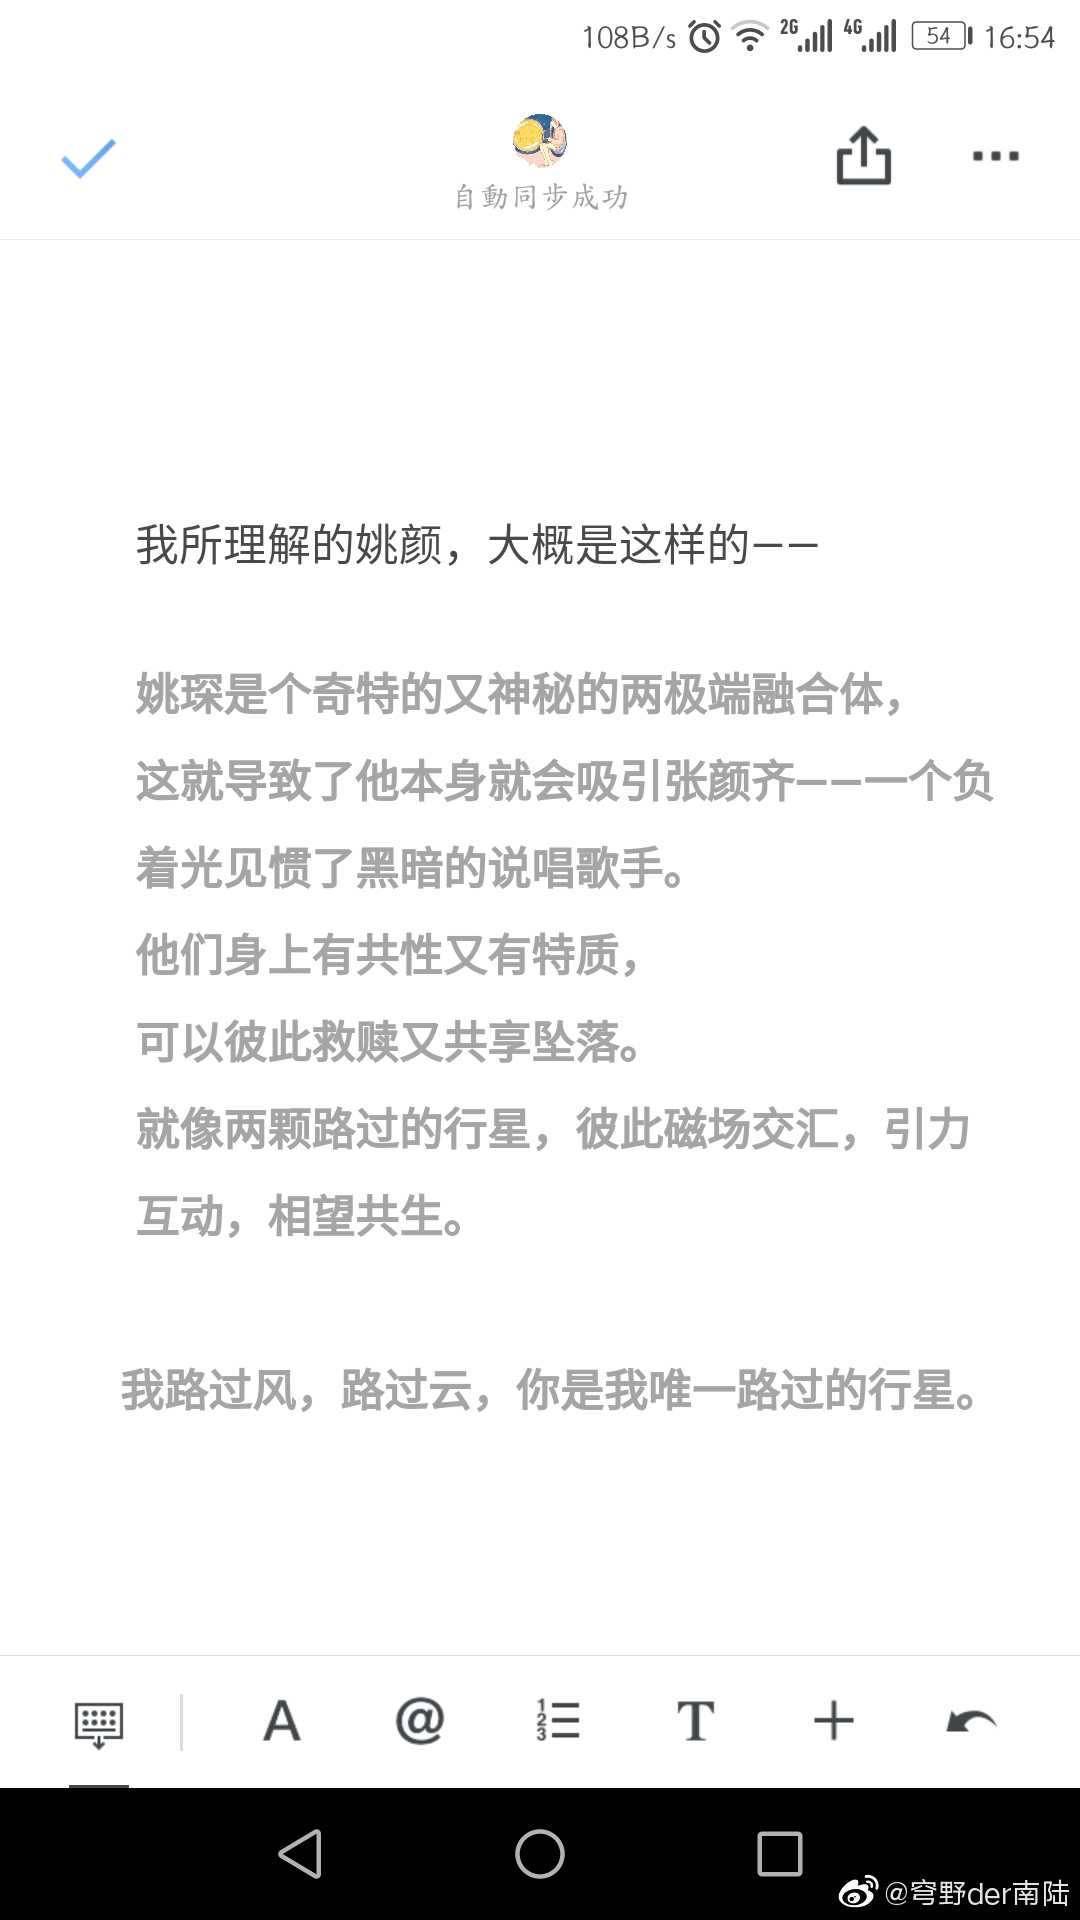 108B/s 2G 4G 54 16:54
自動同步成功
我所理解的姚颜，大概是这样的——
姚琛是个奇特的又神秘的两极端融合体，
这就导致了他本身就会吸引张颜齐——一个负
着光见惯了黑暗的说唱歌手。
他们身上有共性又有特质，
可以彼此救赎又共享坠落。
就像两颗路过的行星，彼此磁场交汇，引力
互动，相望共生。
我路过风，路过云，你是我唯一路过的行星。
A @ 1 2 3 T
@穹野der南陆